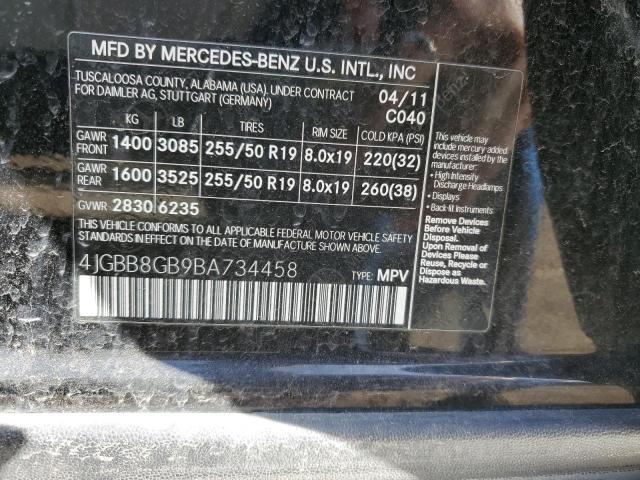 MFD BY MERCEDES-BENZ U.S. INTL., INC
TUSCALOOSA COUNTY, ALABAMA (USA), UNDER CONTRACT
FOR DAIMLER AG, STUTTGART (GERMANY)
04/11
C040
KG LB TIRES RIM SIZE COLD KPA (PSI)
GAWR FRONT 1400 3085 255/50 R19 8.0x19 220(32)
GAWR REAR 1600 3525 255/50 R19 8.0x19 260(38)
GVWR 2830 6235
THIS VEHICLE CONFORMS TO ALL APPLICABLE FEDERAL MOTOR VEHICLE SAFETY
STANDARDS IN EFFECT ON THE DATE OF MANUFACTURE SHOWN ABOVE.
4JGBB8GB9BA734458 TYPE: MPV
This vehicle may
include mercury added
devices installed by the
manufacturer:
• High Intensity
Discharge Headlamps
• Displays
• Back-lit Instruments
Remove Devices
Before Vehicle
Disposal.
Upon Removal of
Devices Please
Reuse, Recycle
or Dispose as
Hazardous Waste.